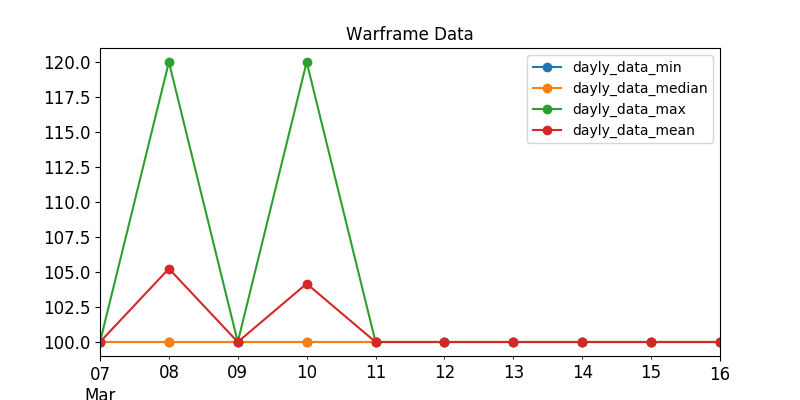 Warframe Data
dayly_data_min
dayly_data_median
dayly_data_max
dayly_data_mean
120.0
117.5
115.0
112.5
110.0
107.5
105.0
102.5
100.0
07 08 09 10 11 12 13 14 15 16
Mar